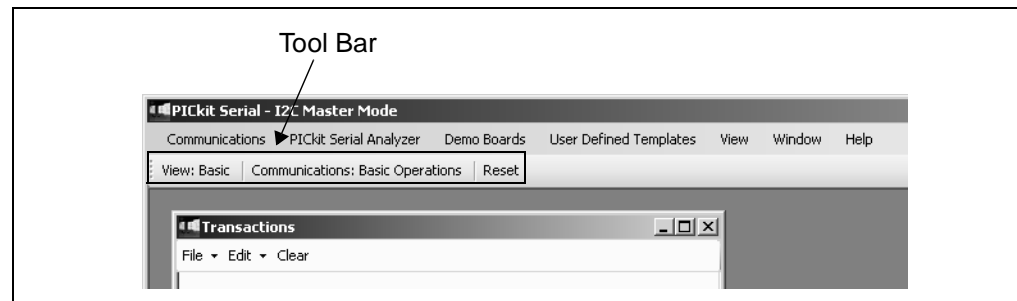 Tool Bar
PICkit Serial - I2C Master Mode
Communications PICkit Serial Analyzer Demo Boards User Defined Templates View Window Help
View: Basic Communications: Basic Operations Reset
Transactions
File Edit Clear